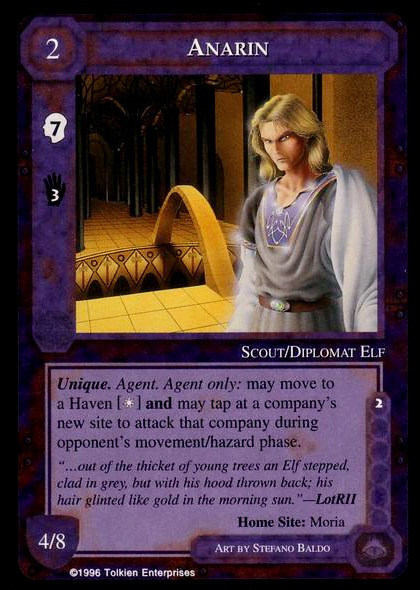 2
ANARIN
7
3
SCOUT/DIPLOMAT ELF
Unique. Agent. Agent only: may move to
a Haven [☀] and may tap at a company's
2
new site to attack that company during
opponent's movement/hazard phase.
“...out of the thicket of young trees an Elf stepped,
clad in grey, but with his hood thrown back; his
hair glinted like gold in the morning sun.”—LotRII
Home Site: Moria
4/8
ART BY STEFANO BALDO
©1996 Tolkien Enterprises